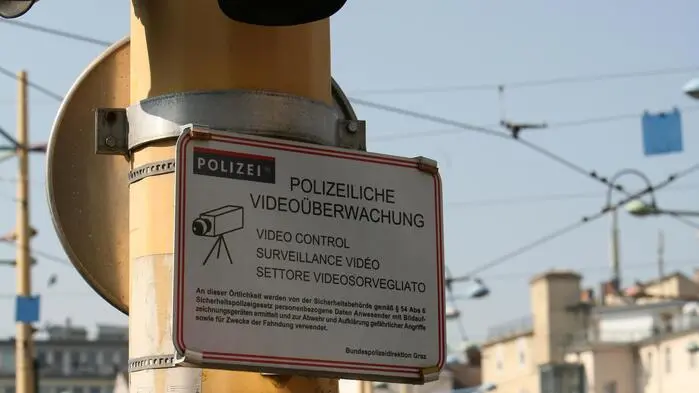 POLIZEI
POLIZEILICHE
VIDEOÜBERWACHUNG
VIDEO CONTROL
SURVEILLANCE VIDÉO
SETTORE VIDEOSORVEGLIATO
An dieser Örtlichkeit werden von der Sicherheitsbehörde gemäß § 54 Abs 6
Sicherheitspolizeigesetz personenbezogene Daten Anwesender mit Bildauf-
zeichnungsgeräten ermittelt und zur Abwehr und Aufklärung gefährlicher Angriffe
sowie für Zwecke der Fahndung verwendet.
Bundespolizeidirektion Graz